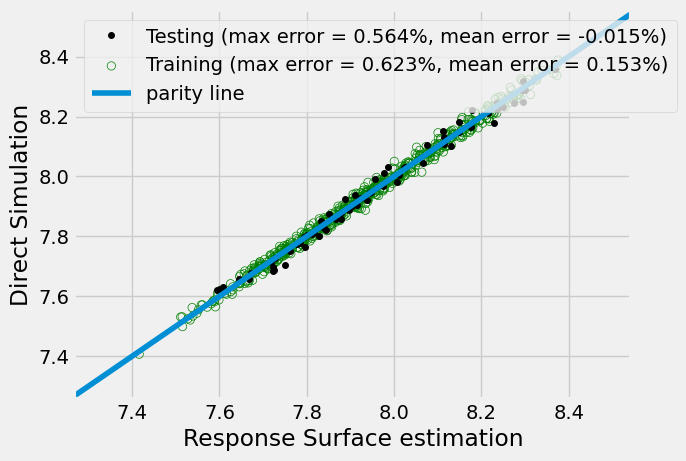 Testing (max error = 0.564%, mean error = -0.015%)
Training (max error = 0.623%, mean error = 0.153%)
parity line
Direct Simulation
8.4
8.2
8.0
7.8
7.6
7.4
7.4 7.6 7.8 8.0 8.2 8.4
Response Surface estimation